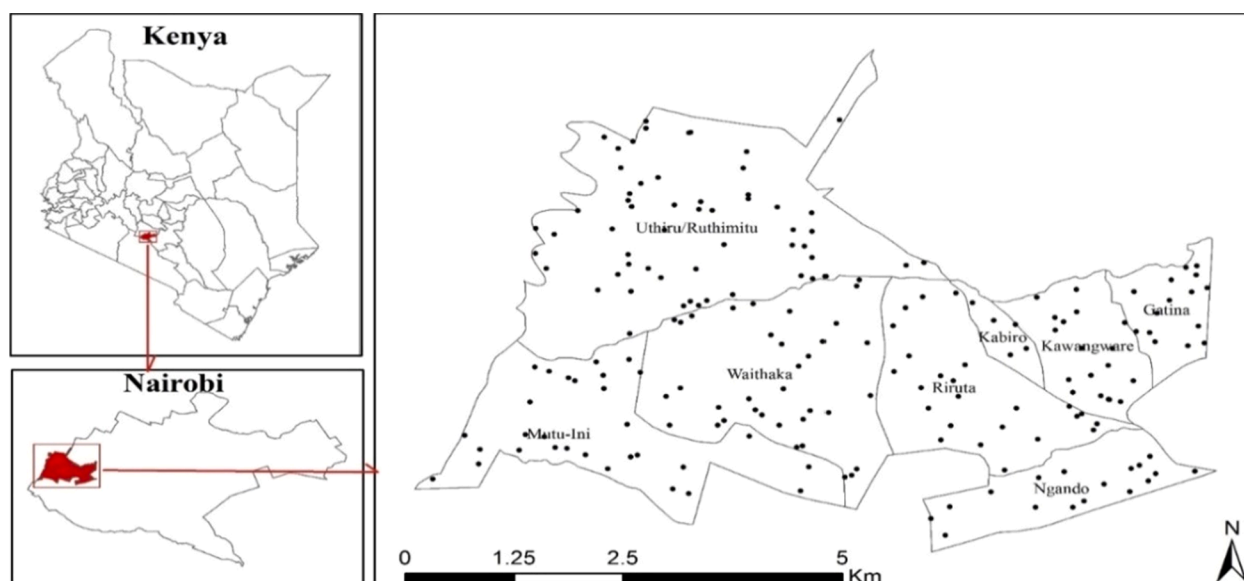 Kenya
Nairobi
Uthiru/Ruthimitu
Gatina
Kabiro
Kawangware
Waithaka
Riruta
Mutu-Ini
Ngando
N
0 1.25 2.5 5
Km